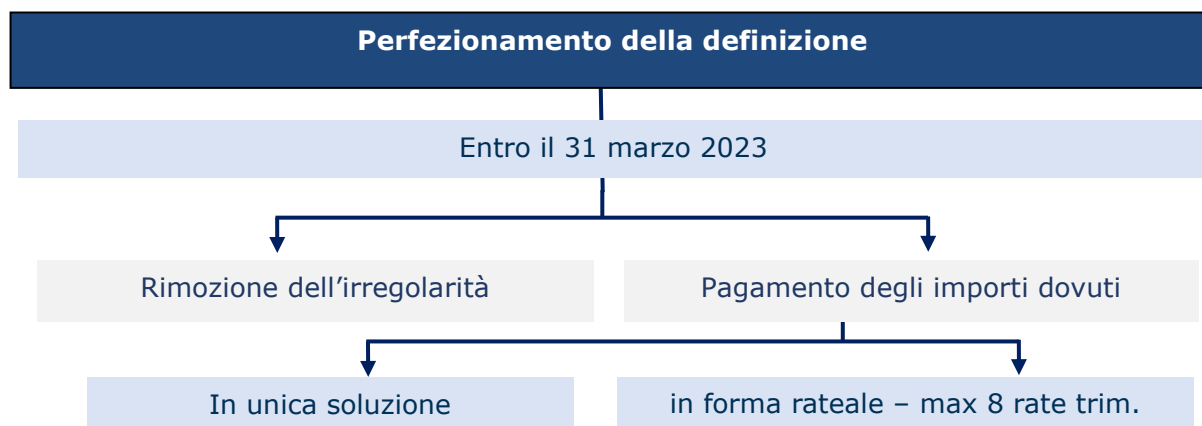 Perfezionamento della definizione
Entro il 31 marzo 2023
Rimozione dell'irregolarità
Pagamento degli importi dovuti
In unica soluzione
in forma rateale – max 8 rate trim.